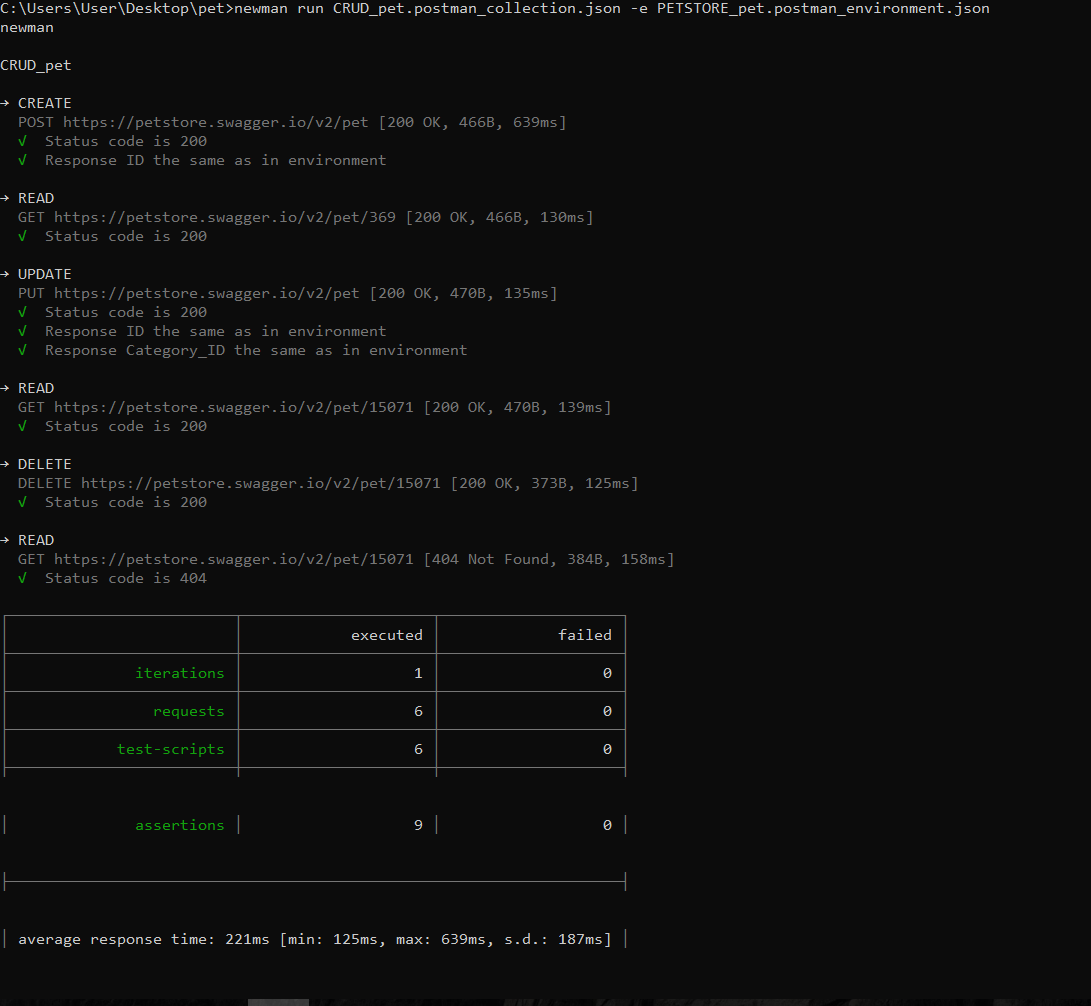 C:\Users\User\Desktop\pet>newman run CRUD_pet.postman_collection.json -e PETSTORE_pet.postman_environment.json
newman
CRUD_pet
→ CREATE
POST https://petstore.swagger.io/v2/pet [200 OK, 466B, 639ms]
√ Status code is 200
√ Response ID the same as in environment
→ READ
GET https://petstore.swagger.io/v2/pet/369 [200 OK, 466B, 130ms]
√ Status code is 200
→ UPDATE
PUT https://petstore.swagger.io/v2/pet [200 OK, 470B, 135ms]
√ Status code is 200
√ Response ID the same as in environment
√ Response Category_ID the same as in environment
→ READ
GET https://petstore.swagger.io/v2/pet/15071 [200 OK, 470B, 139ms]
√ Status code is 200
→ DELETE
DELETE https://petstore.swagger.io/v2/pet/15071 [200 OK, 373B, 125ms]
√ Status code is 200
→ READ
GET https://petstore.swagger.io/v2/pet/15071 [404 Not Found, 384B, 158ms]
√ Status code is 404
executed failed
iterations 1 0
requests 6 0
test-scripts 6 0
assertions 9 0
average response time: 221ms [min: 125ms, max: 639ms, s.d.: 187ms]